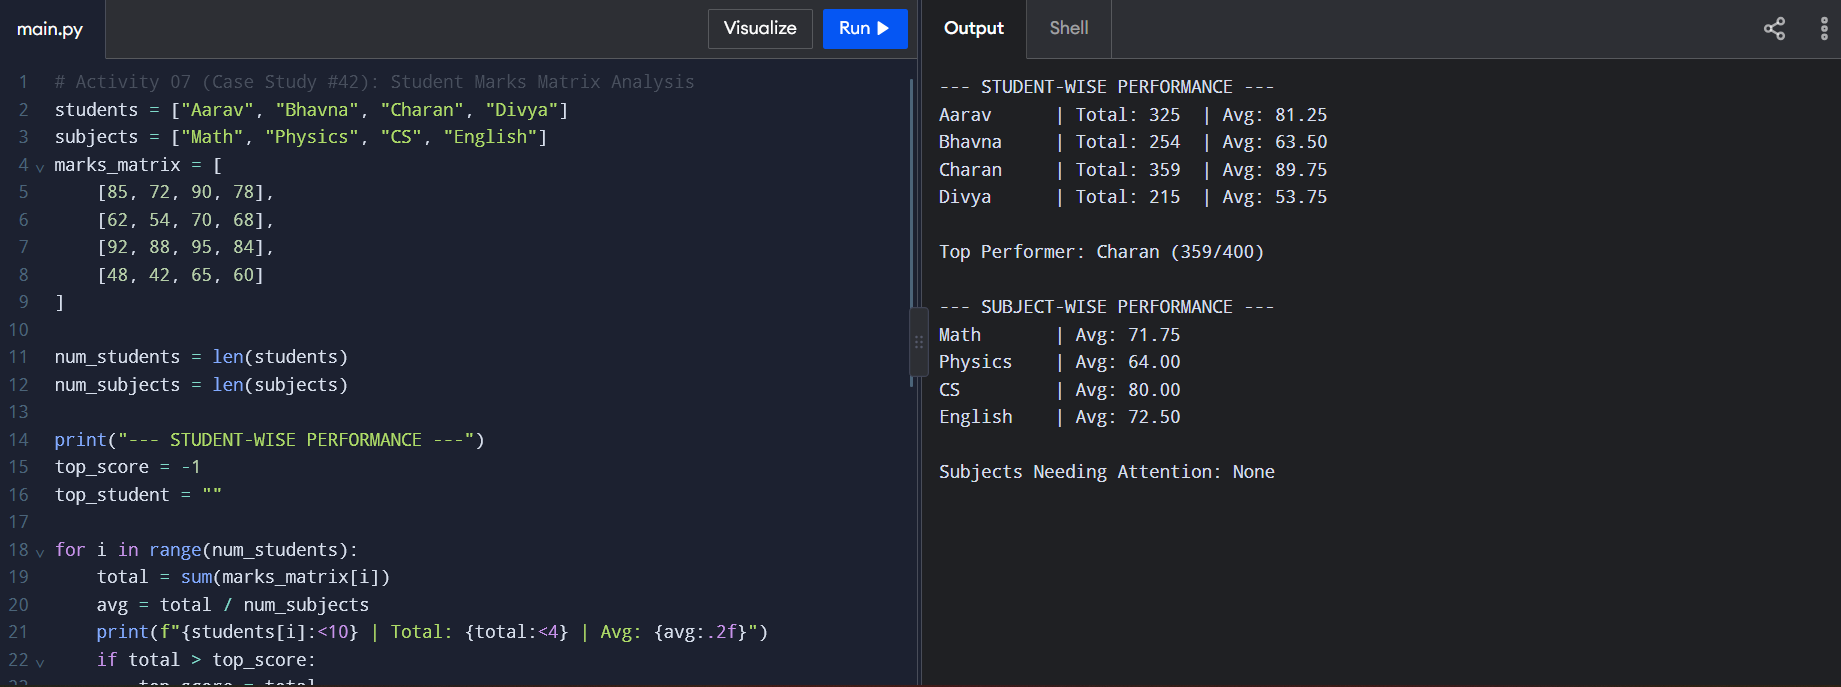 main.py
Visualize
Run
1 # Activity 07 (Case Study #42): Student Marks Matrix Analysis
2 students = ["Aarav", "Bhavna", "Charan", "Divya"]
3 subjects = ["Math", "Physics", "CS", "English"]
4 marks_matrix = [
5     [85, 72, 90, 78],
6     [62, 54, 70, 68],
7     [92, 88, 95, 84],
8     [48, 42, 65, 60]
9 ]
10
11 num_students = len(students)
12 num_subjects = len(subjects)
13
14 print("--- STUDENT-WISE PERFORMANCE ---")
15 top_score = -1
16 top_student = ""
17
18 for i in range(num_students):
19     total = sum(marks_matrix[i])
20     avg = total / num_subjects
21     print(f"{students[i]:<10} | Total: {total:<4} | Avg: {avg:.2f}")
22     if total > top_score:
23         top_score = total
Output
Shell
--- STUDENT-WISE PERFORMANCE ---
Aarav      | Total: 325  | Avg: 81.25
Bhavna     | Total: 254  | Avg: 63.50
Charan     | Total: 359  | Avg: 89.75
Divya      | Total: 215  | Avg: 53.75
Top Performer: Charan (359/400)
--- SUBJECT-WISE PERFORMANCE ---
Math       | Avg: 71.75
Physics    | Avg: 64.00
CS         | Avg: 80.00
English    | Avg: 72.50
Subjects Needing Attention: None